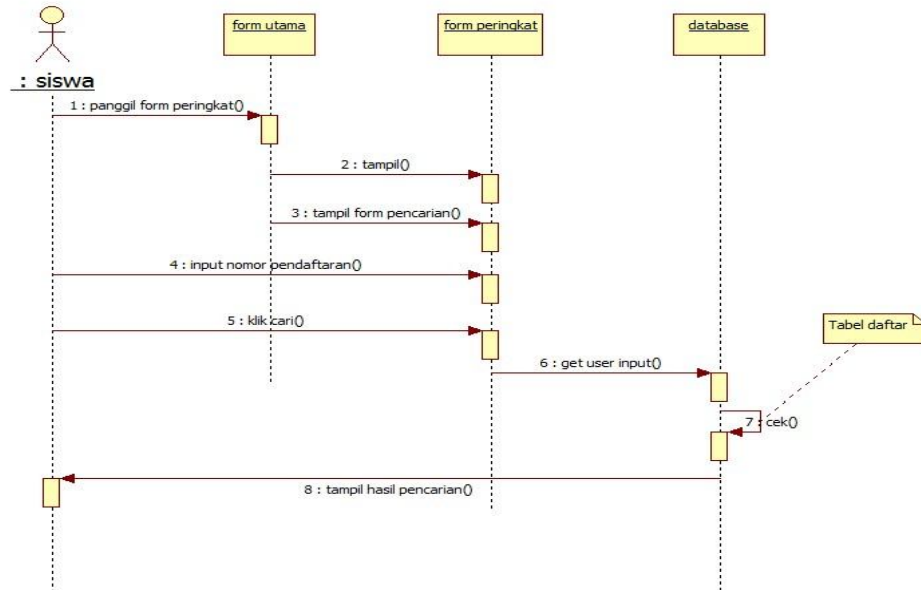 form utama
form peringkat
database
: siswa
1 : panggil form peringkat()
2 : tampil()
3 : tampil form pencarian()
4 : input nomor pendaftaran()
5 : klik cari()
Tabel daftar
6 : get user input()
7 : cek()
8 : tampil hasil pencarian()